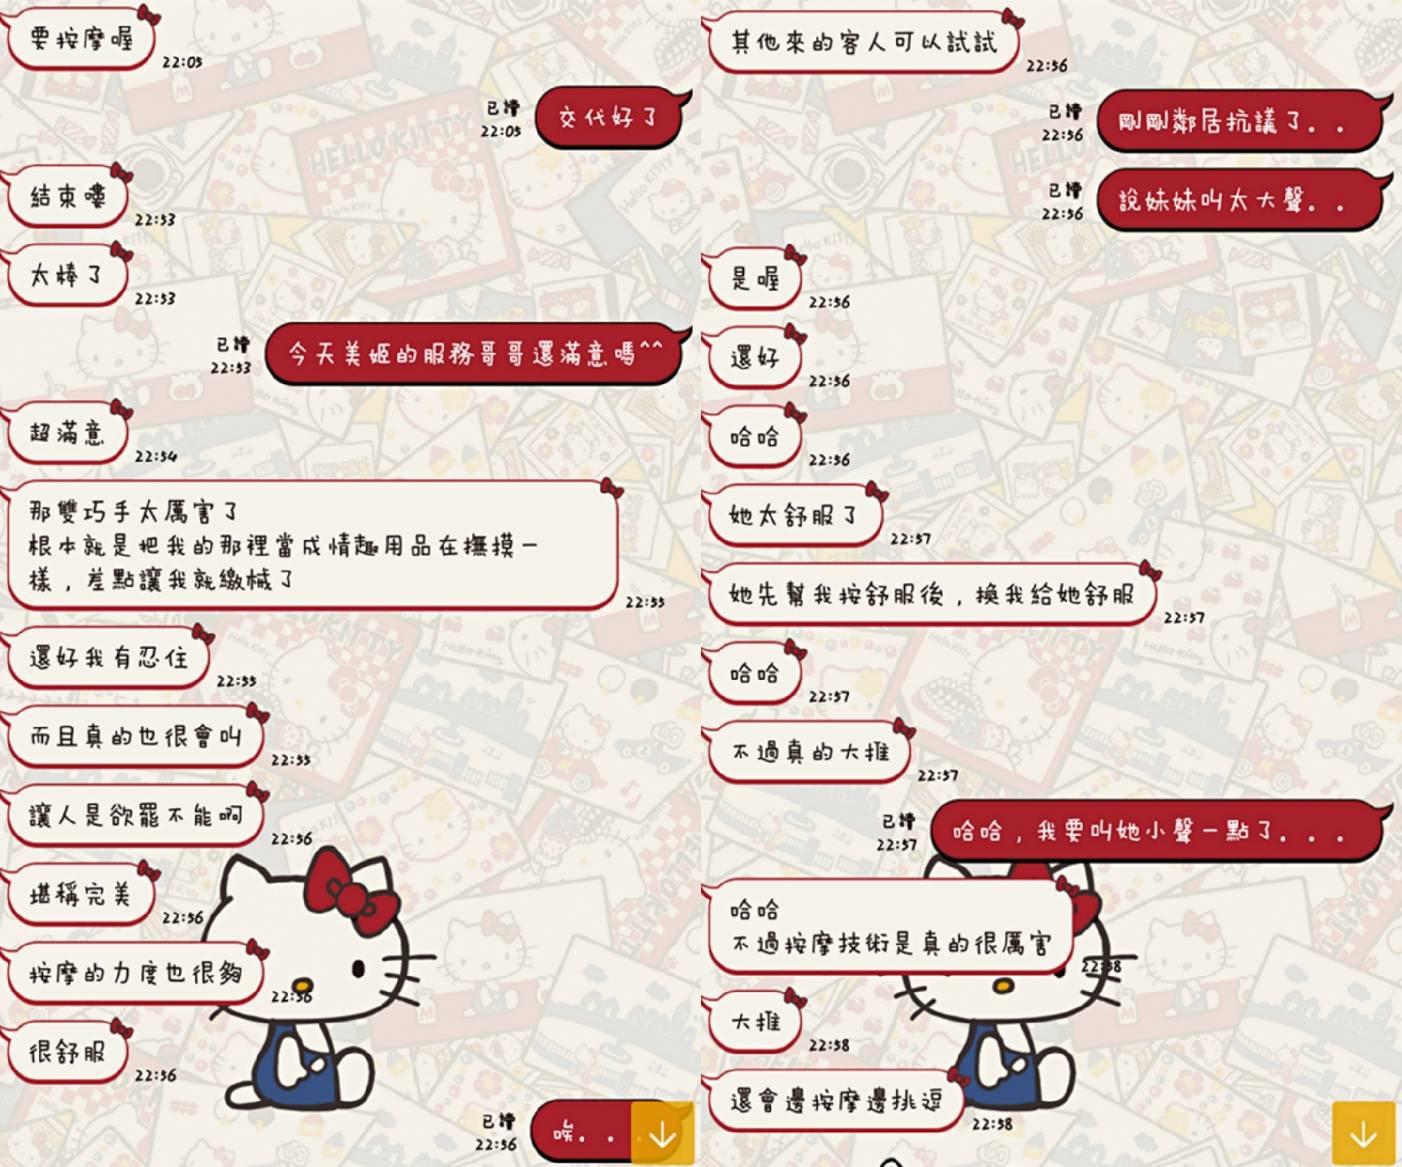 要按摩喔
22:05
已讀
22:05
交代好了
結束嘍
22:53
太棒了
22:53
已讀
22:53
今天美姬的服務哥哥還滿意嗎^^
超滿意
22:54
那雙巧手太厲害了
根本就是把我的那裡當成情趣用品在撫摸一
樣，差點讓我就繳械了
22:55
還好我有忍住
22:55
而且真的也很會叫
22:55
讓人是欲罷不能啊
22:56
堪稱完美
22:56
按摩的力度也很夠
22:56
很舒服
22:56
已讀
22:56
唉. .
其他來的客人可以試試
22:56
已讀
22:56
剛剛鄰居抗議了. .
已讀
22:56
說妹妹叫太大聲. .
是喔
22:56
還好
22:56
哈哈
22:56
她太舒服了
22:57
她先幫我按舒服後，換我給她舒服
22:57
哈哈
22:57
不過真的大推
22:57
已讀
22:57
哈哈，我要叫她小聲一點了. . .
哈哈
不過按摩技術是真的很厲害
22:58
大推
22:58
還會邊按摩邊挑逗
22:58